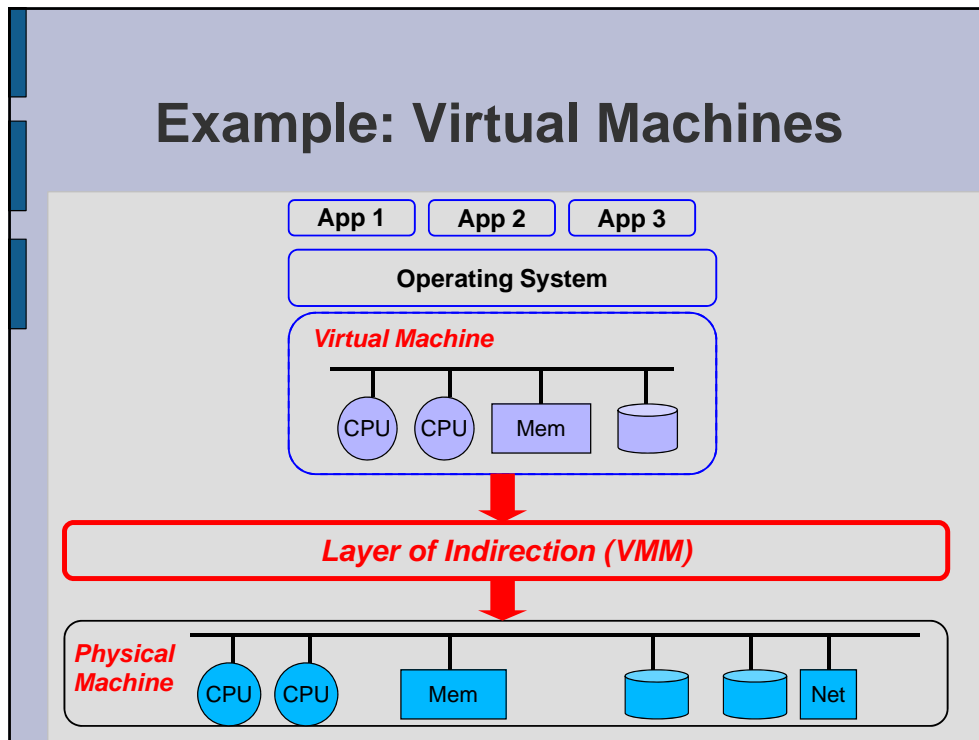 Example: Virtual Machines
App 1 App 2 App 3
Operating System
Virtual Machine
CPU CPU Mem
Layer of Indirection (VMM)
Physical
Machine
CPU CPU Mem Net